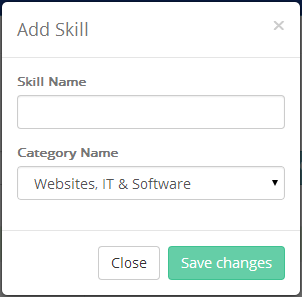 Add Skill ×
Skill Name
Category Name
Websites, IT & Software
Close Save changes